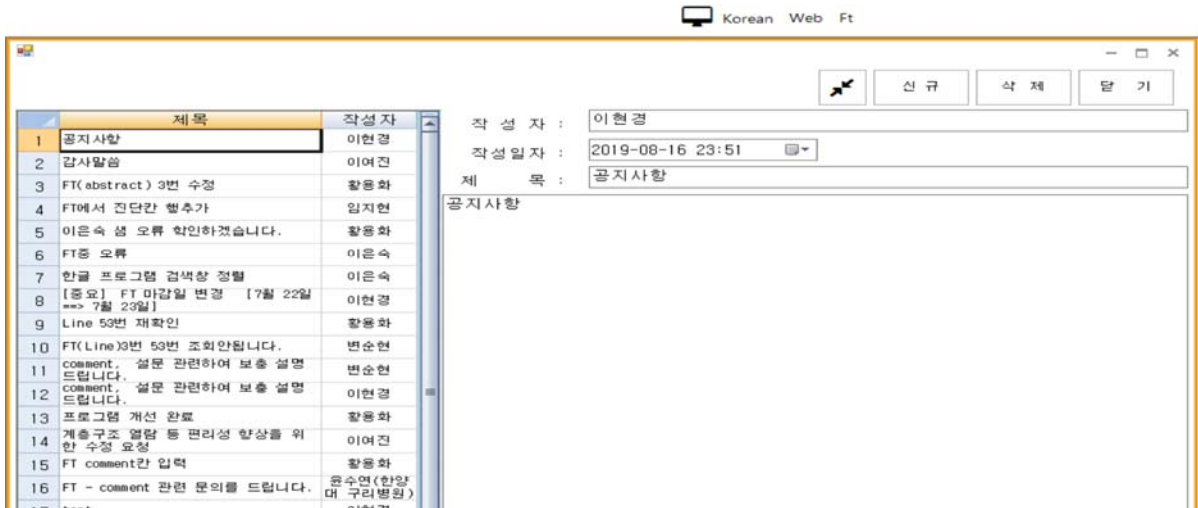 Korean Web Ft
신 규 삭 제 닫 기
제목 작성자
작 성 자 : 이현경
작성일자 : 2019-08-16 23:51
제 목 : 공지사항
공지사항
1 공지사항 이현경
2 감사말씀 이여진
3 FT(abstract) 3번 수정 황용화
4 FT에서 진단칸 행추가 임지현
5 이은숙 샘 오류 확인하겠습니다. 황용화
6 FT중 오류 이은숙
7 한글 프로그램 검색창 정렬 이은숙
8 [중요] FT 마감일 변경 [7월 22일
==> 7월 23일] 이현경
9 Line 53번 재확인 황용화
10 FT(Line)3번 53번 조회안됩니다. 변순현
11 comment, 설문 관련하여 보충 설명
드립니다. 변순현
12 comment, 설문 관련하여 보충 설명
드립니다. 이현경
13 프로그램 개선 완료 황용화
14 계층구조 열람 등 편리성 향상을 위
한 수정 요청 이여진
15 FT comment칸 입력 황용화
16 FT - comment 관련 문의를 드립니다. 윤수연(한양
대 구리병원)